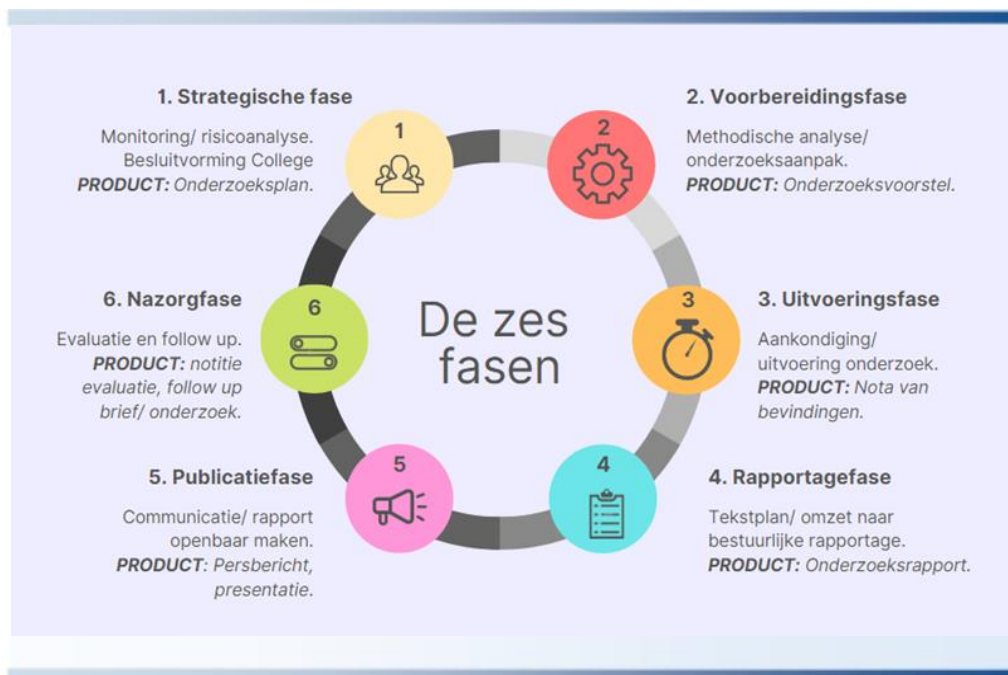 De zes
fasen
1
1. Strategische fase
Monitoring/ risicoanalyse.
Besluitvorming College
PRODUCT: Onderzoeksplan.
2
2. Voorbereidingsfase
Methodische analyse/
onderzoeksaanpak.
PRODUCT: Onderzoeksvoorstel.
3
3. Uitvoeringsfase
Aankondiging/
uitvoering onderzoek.
PRODUCT: Nota van
bevindingen.
4
4. Rapportagefase
Tekstplan/ omzet naar
bestuurlijke rapportage.
PRODUCT: Onderzoeksrapport.
5
5. Publicatiefase
Communicatie/ rapport
openbaar maken.
PRODUCT: Persbericht,
presentatie.
6
6. Nazorgfase
Evaluatie en follow up.
PRODUCT: notitie
evaluatie, follow up
brief/ onderzoek.